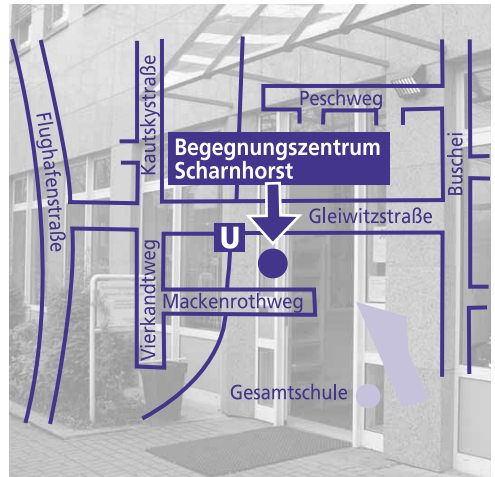 Flughafenstraße
Kautskystraße
Peschweg
Buschei
Begegnungszentrum
Scharnhorst
Gleiwitzstraße
U
Vierkandtweg
Mackenrothweg
Gesamtschule